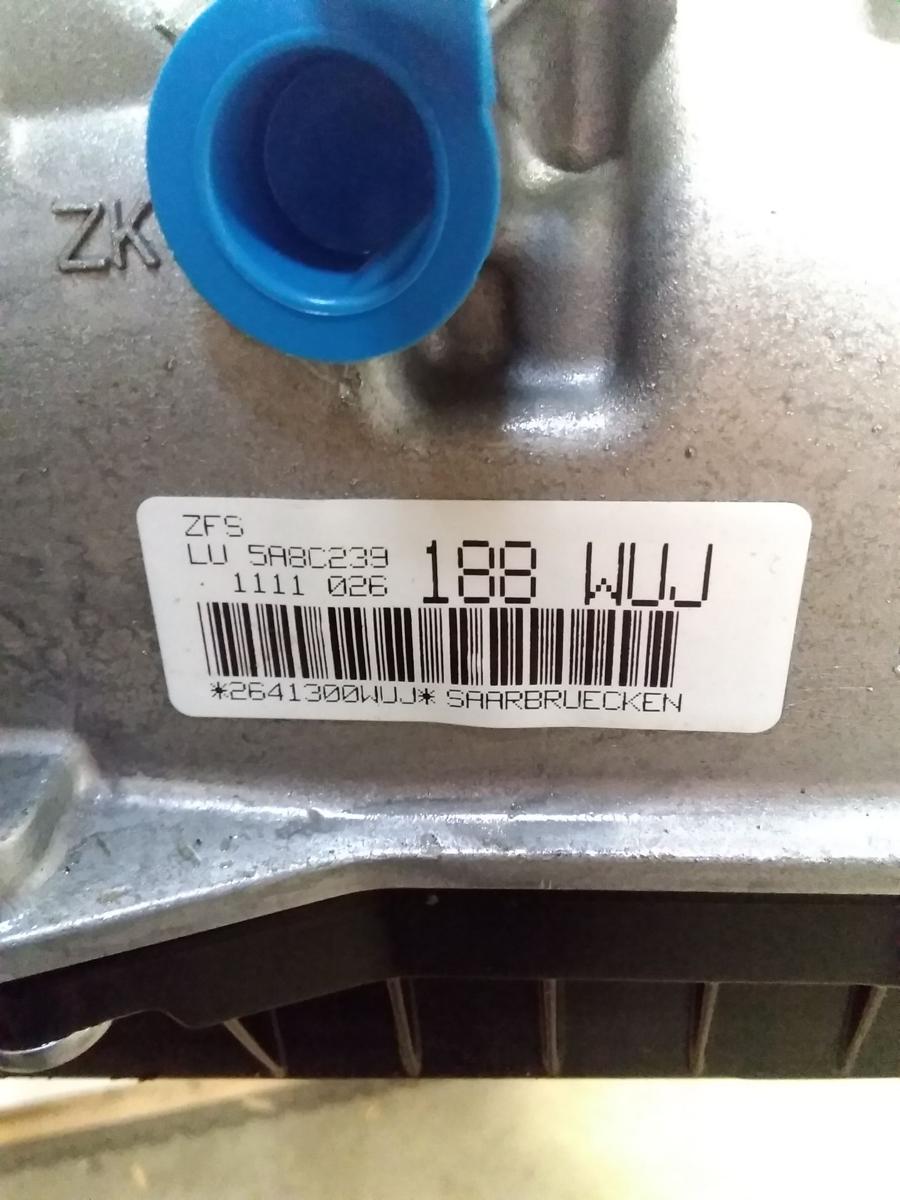 ZK
ZFS
LU 5A8C239
1111 026
188 WUJ
*2641300WUJ* SAARBRUECKEN